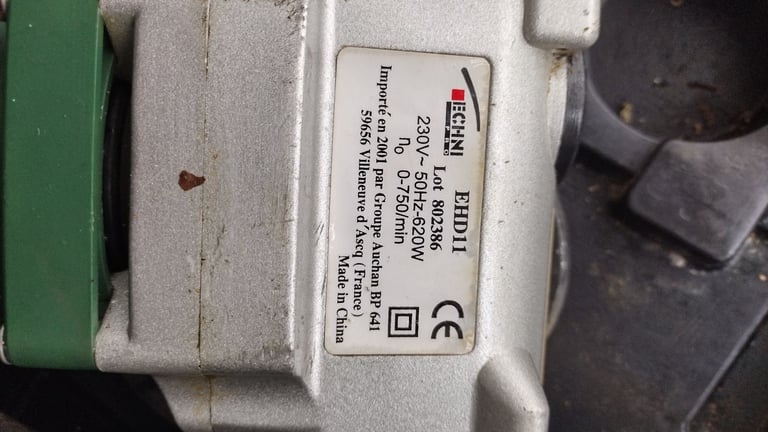 TECHNI
PRO
EHD11
Lot 802386
230V~ 50Hz-620W
n0 0-750/min
Importé en 2001 par Groupe Auchan BP 641
59656 Villeneuve d'Ascq (France)
Made in China
CE